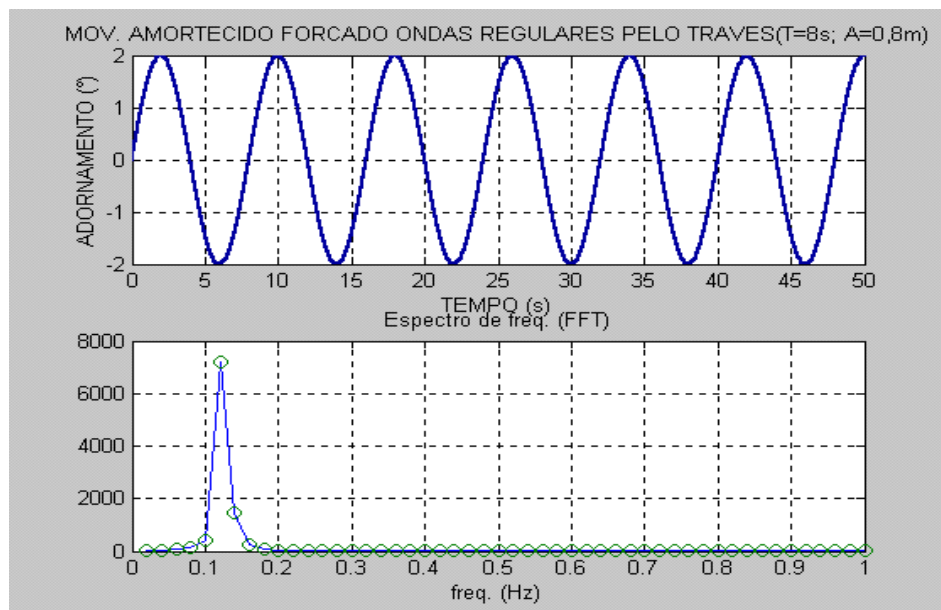 MOV. AMORTECIDO FORCADO ONDAS REGULARES PELO TRAVES(T=8s; A=0,8m)
ADORNAMENTO (º)
2
1
0
-1
-2
0 5 10 15 20 25 30 35 40 45 50
TEMPO (s)
Espectro de freq. (FFT)
8000
6000
4000
2000
0
0 0.1 0.2 0.3 0.4 0.5 0.6 0.7 0.8 0.9 1
freq. (Hz)